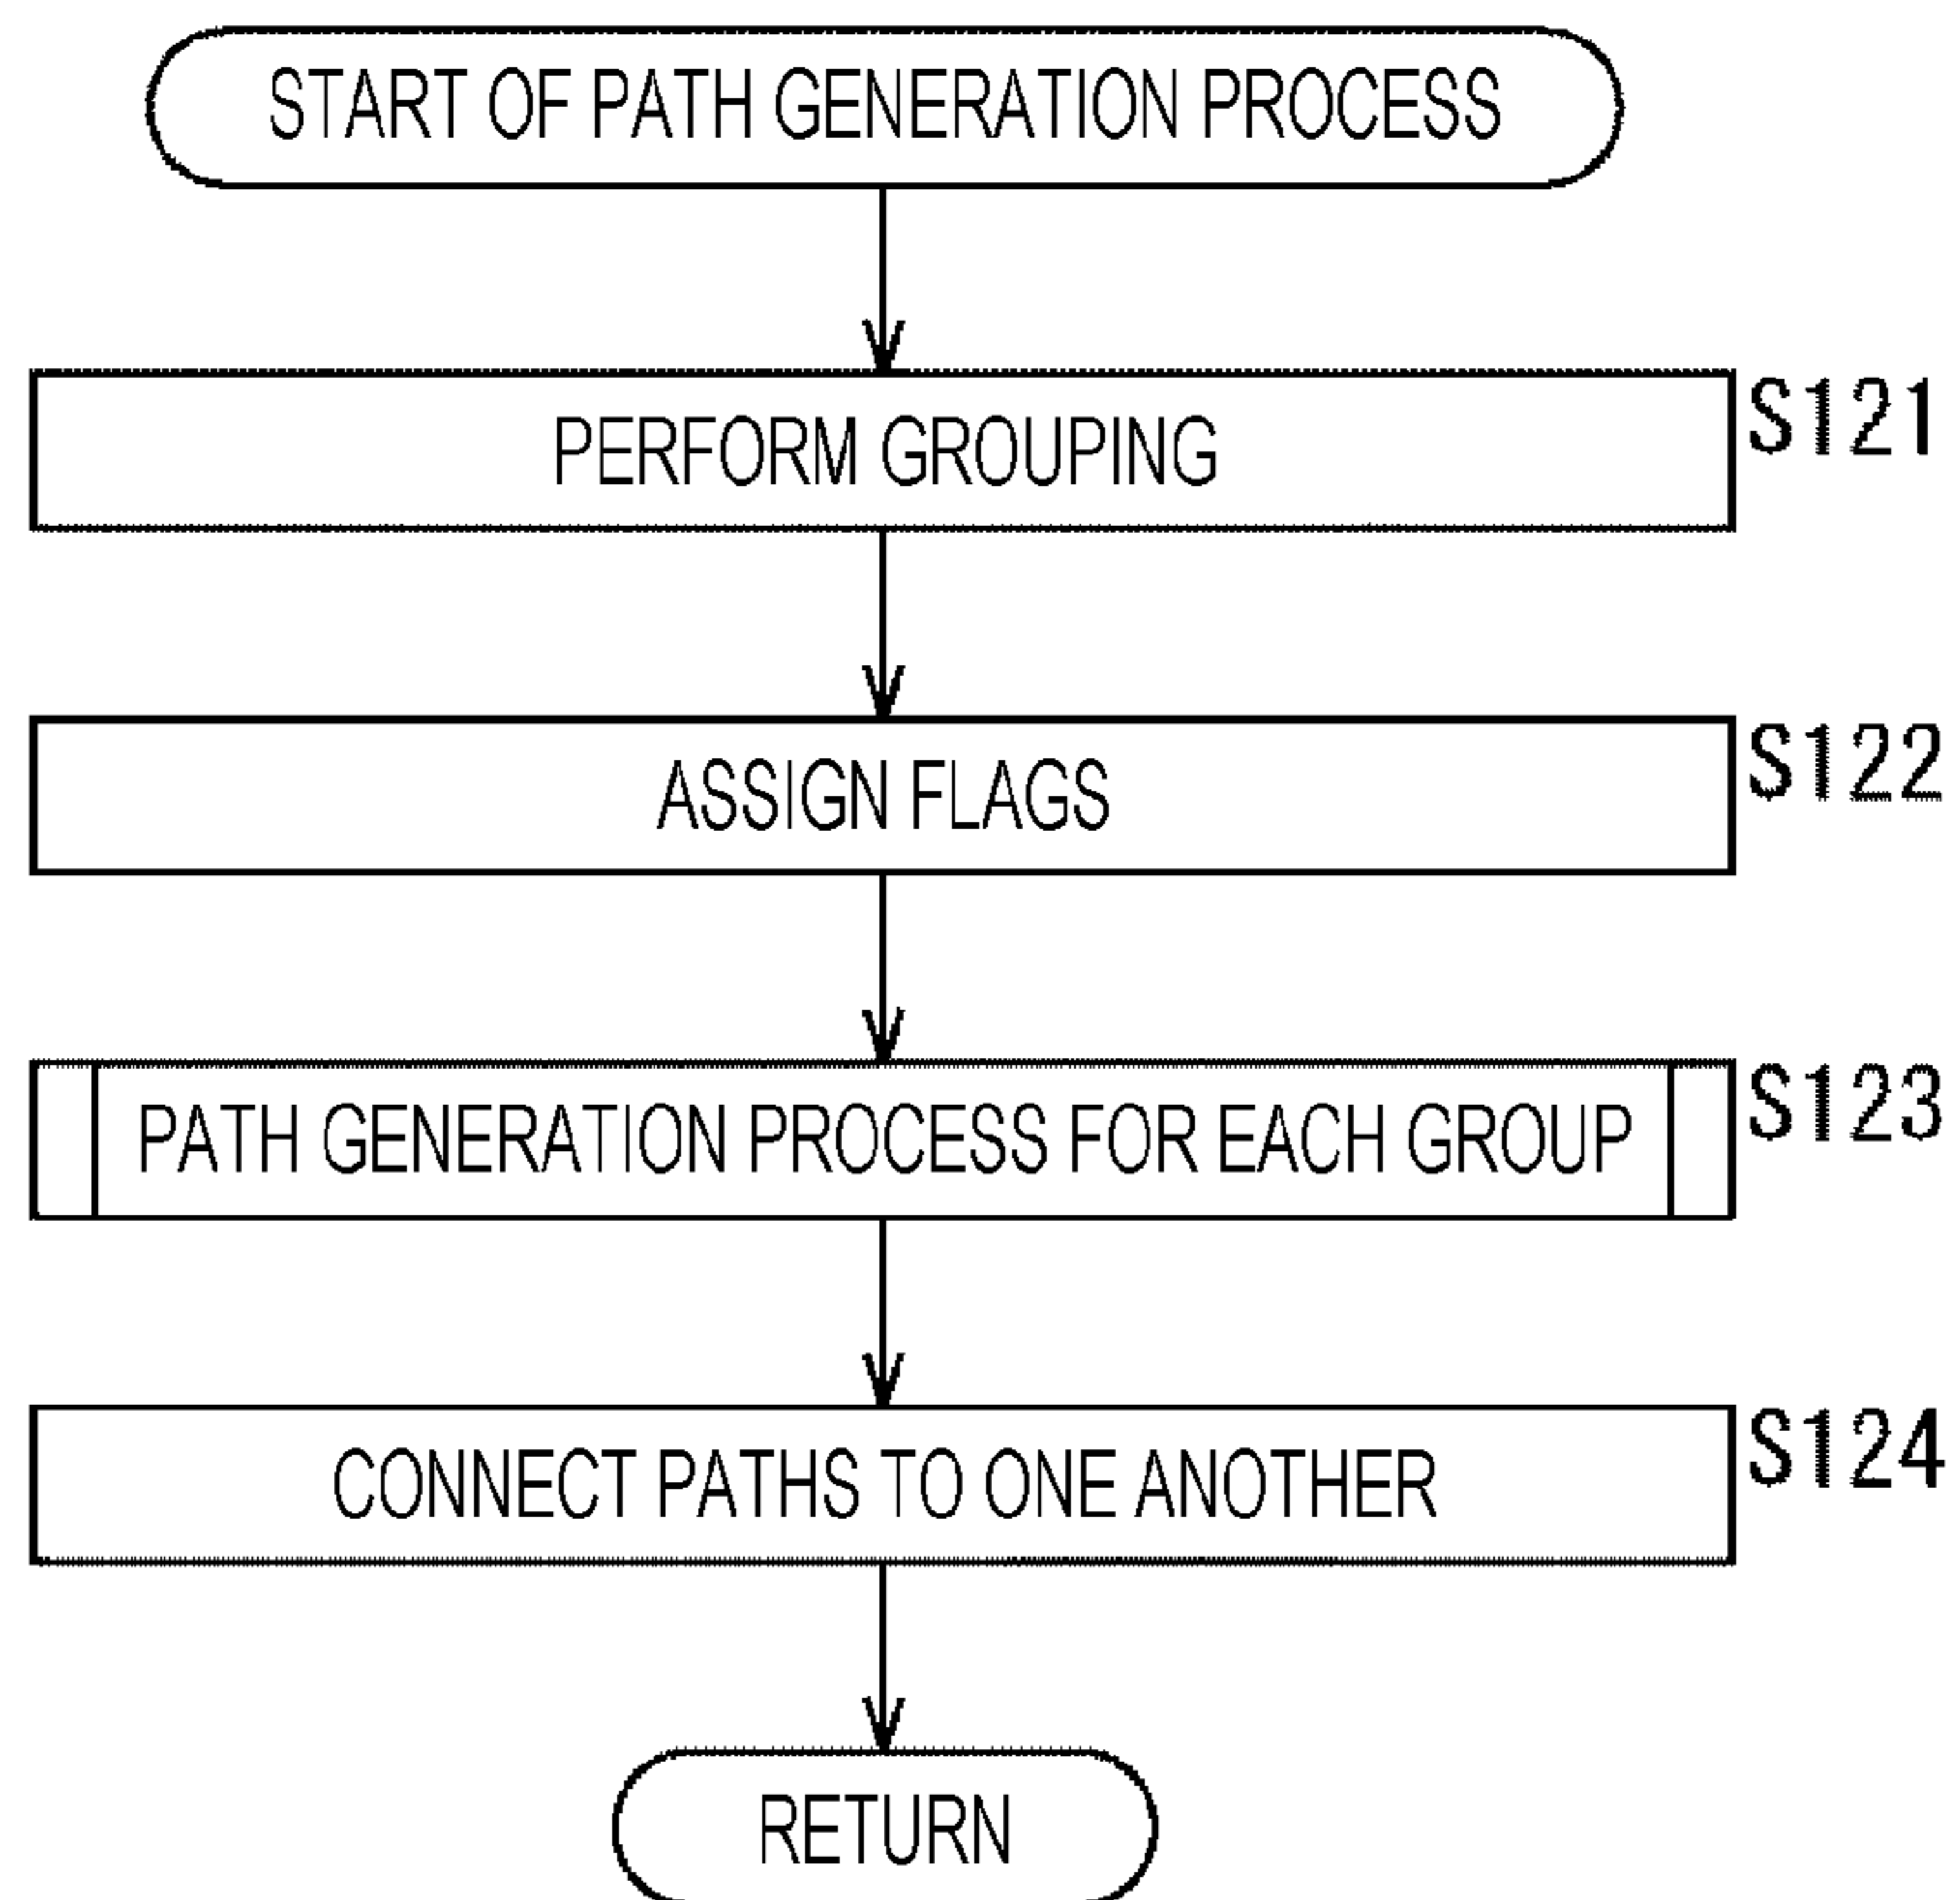 START OF PATH GENERATION PROCESS
PERFORM GROUPING
S121
ASSIGN FLAGS
S122
PATH GENERATION PROCESS FOR EACH GROUP
S123
CONNECT PATHS TO ONE ANOTHER
S124
RETURN